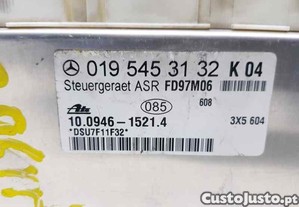 019 545 31 32 K 04
Steuergeraet ASR FD97M06
Ate 085 608
10.0946-1521.4 3X5 604
*DSU7F11F32*
CustoJusto.pt